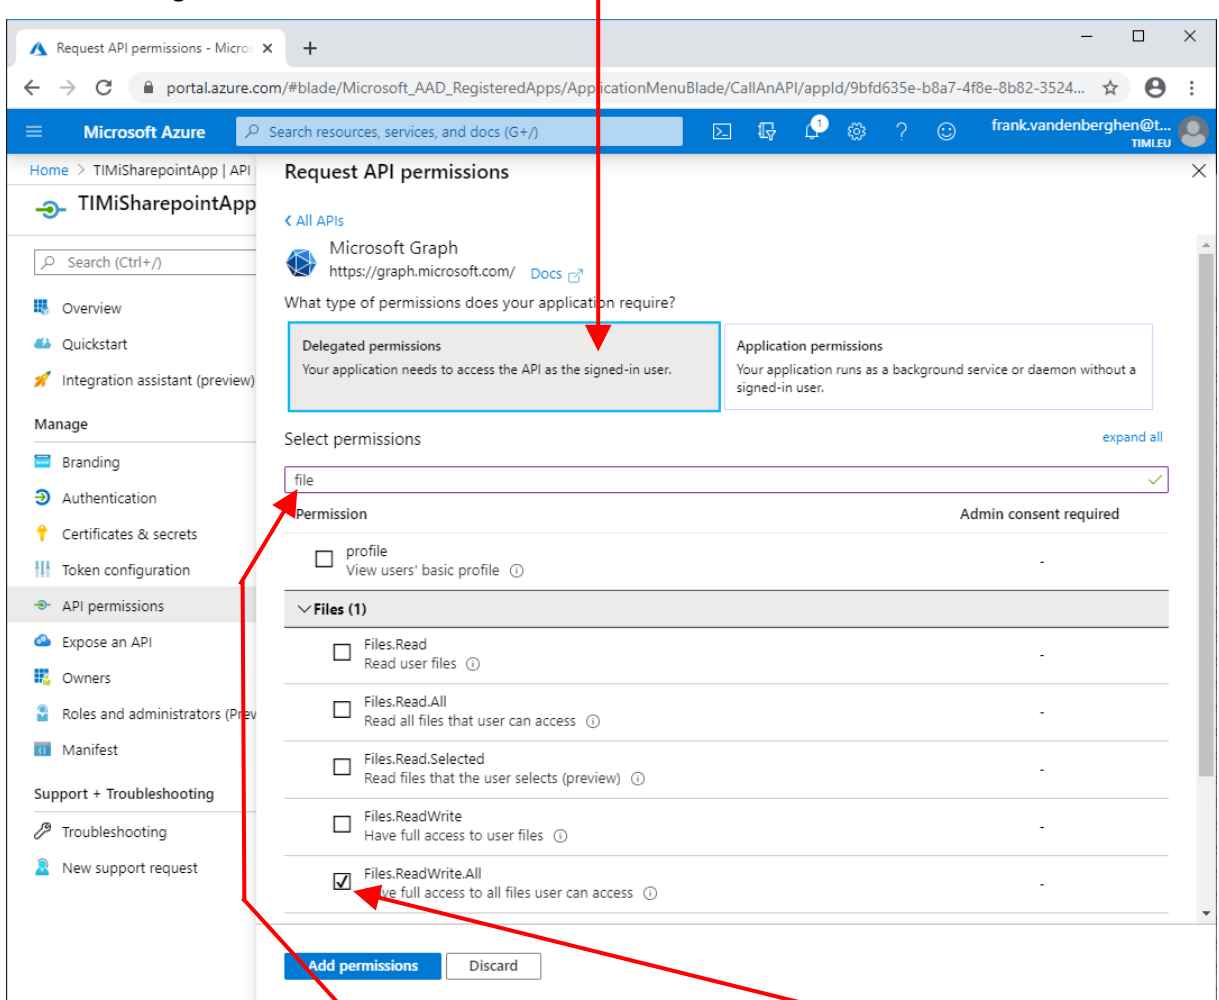 Request API permissions - Micro
portal.azure.com/#blade/Microsoft_AAD_RegisteredApps/ApplicationMenuBlade/CallAnAPI/appId/9bfd635e-b8a7-4f8e-8b82-3524...
Microsoft Azure
Search resources, services, and docs (G+/)
1
frank.vandenberghen@t...
TIMI.EU
Home > TIMiSharepointApp | API
TIMiSharepointApp
Search (Ctrl+/)
Overview
Quickstart
Integration assistant (preview)
Manage
Branding
Authentication
Certificates & secrets
Token configuration
API permissions
Expose an API
Owners
Roles and administrators (Prev
Manifest
Support + Troubleshooting
Troubleshooting
New support request
Request API permissions
All APIs
Microsoft Graph
https://graph.microsoft.com/ Docs
What type of permissions does your application require?
Delegated permissions
Your application needs to access the API as the signed-in user.
Application permissions
Your application runs as a background service or daemon without a
signed-in user.
Select permissions
expand all
file
Permission
Admin consent required
profile
View users' basic profile
-
Files (1)
Files.Read
Read user files
-
Files.Read.All
Read all files that user can access
-
Files.Read.Selected
Read files that the user selects (preview)
-
Files.ReadWrite
Have full access to user files
-
Files.ReadWrite.All
Have full access to all files user can access
-
Add permissions
Discard